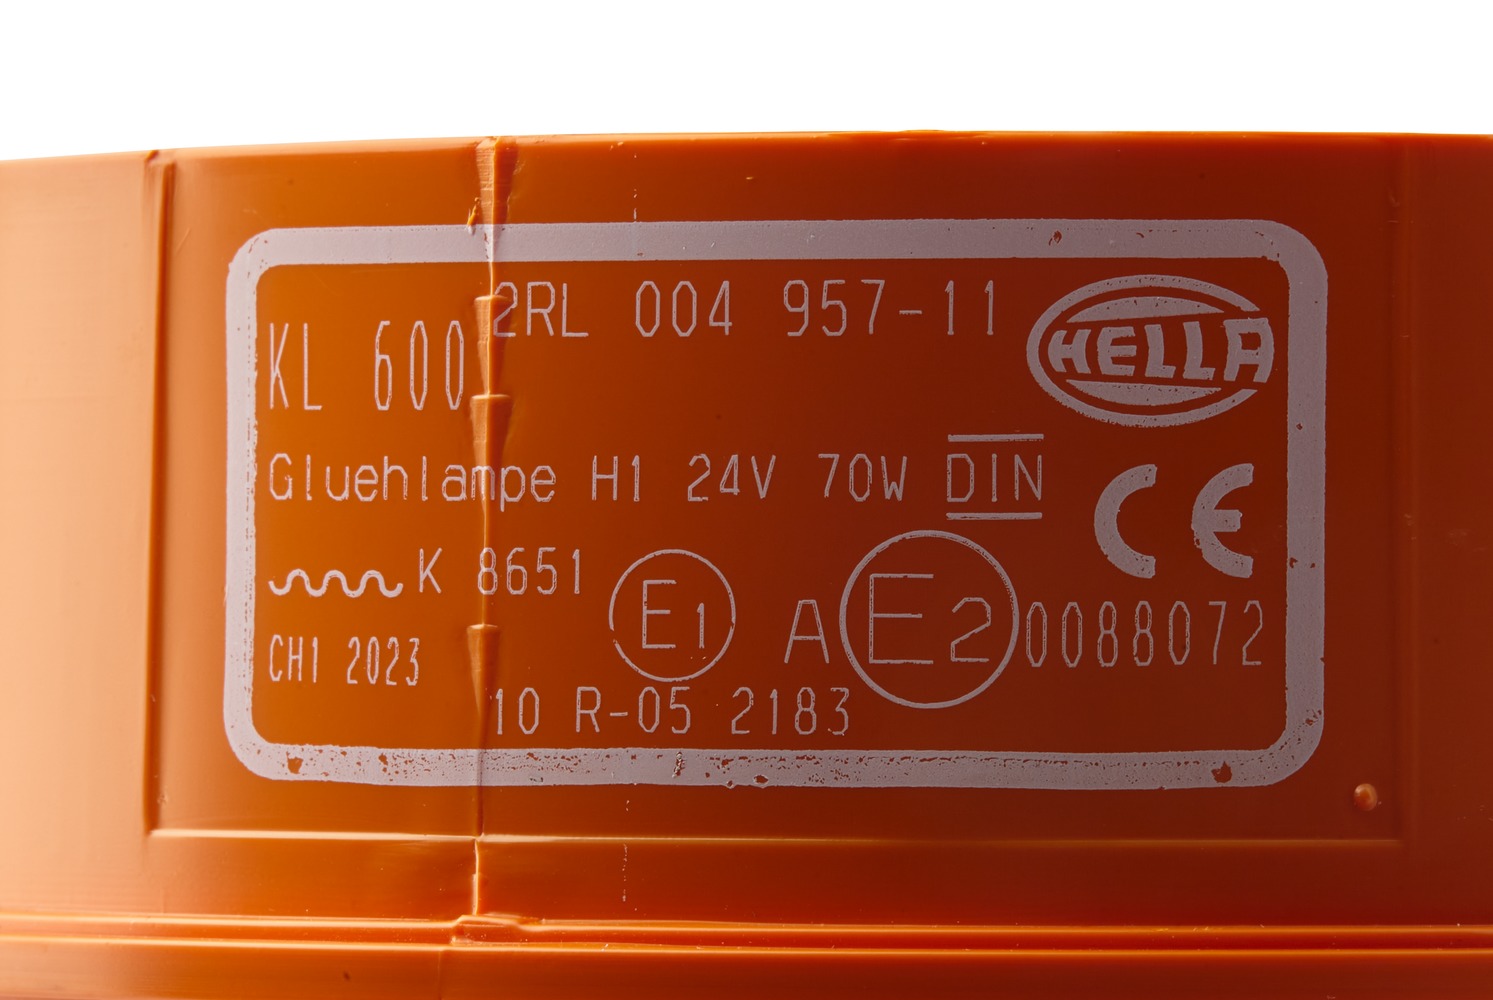 2RL 004 957-11
KL 600
HELLA
Gluehlampe H1 24V 70W DIN
CE
K 8651
E1
A E2 0088072
CH1 2023
10 R-05 2183